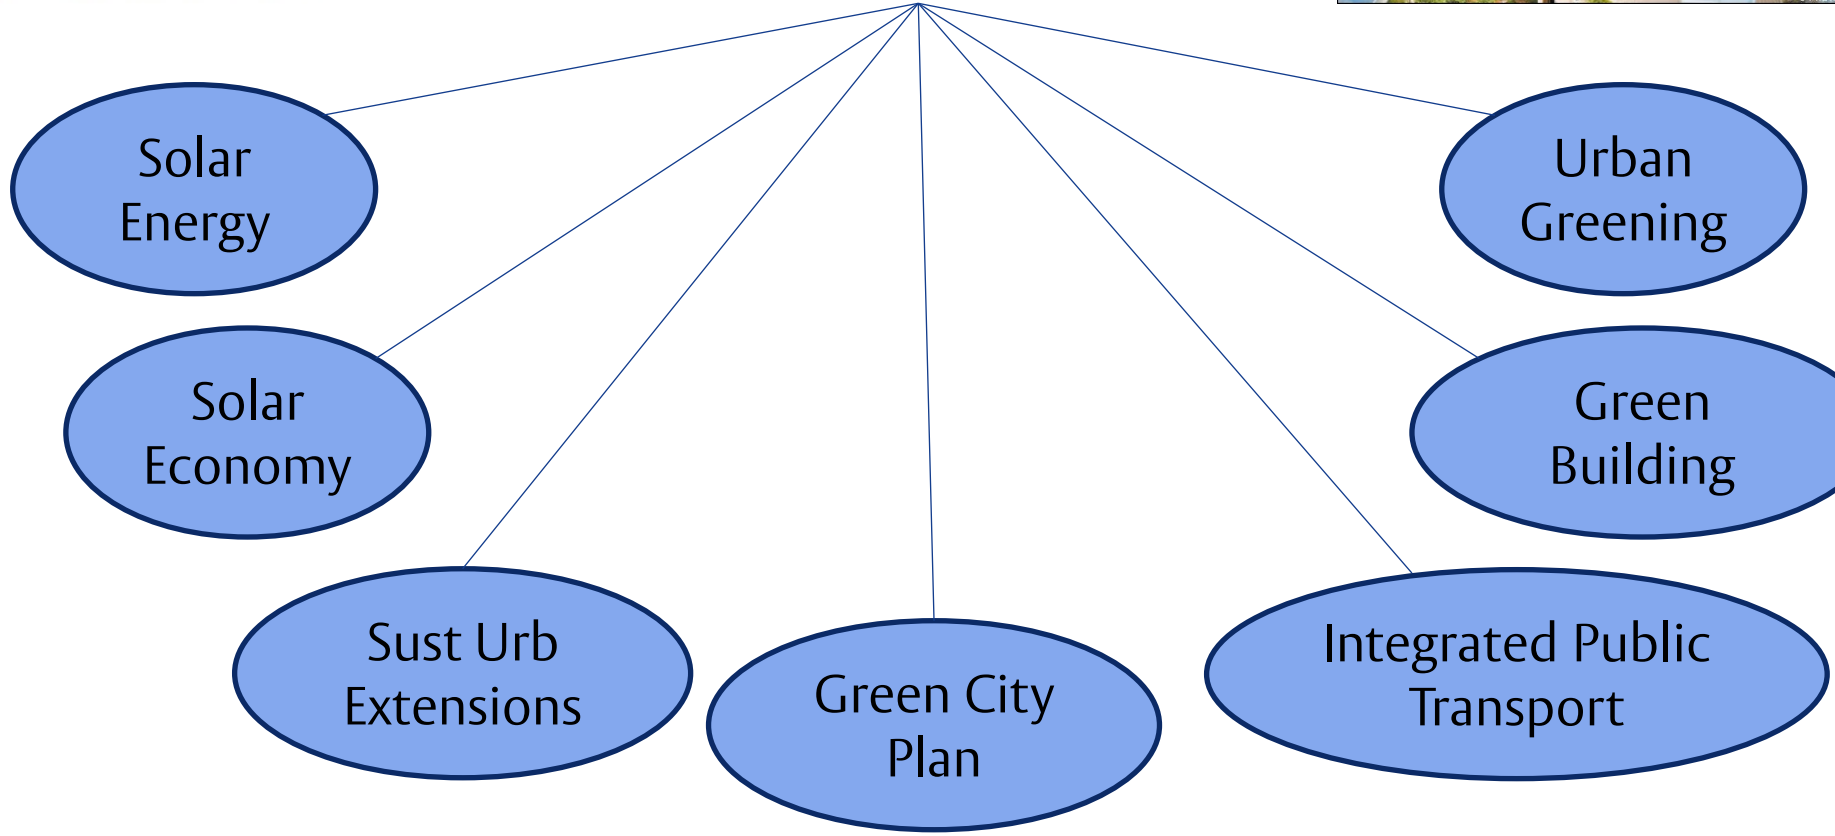 Solar
Energy
Urban
Greening
Solar
Economy
Green
Building
Sust Urb
Extensions
Green City
Plan
Integrated Public
Transport